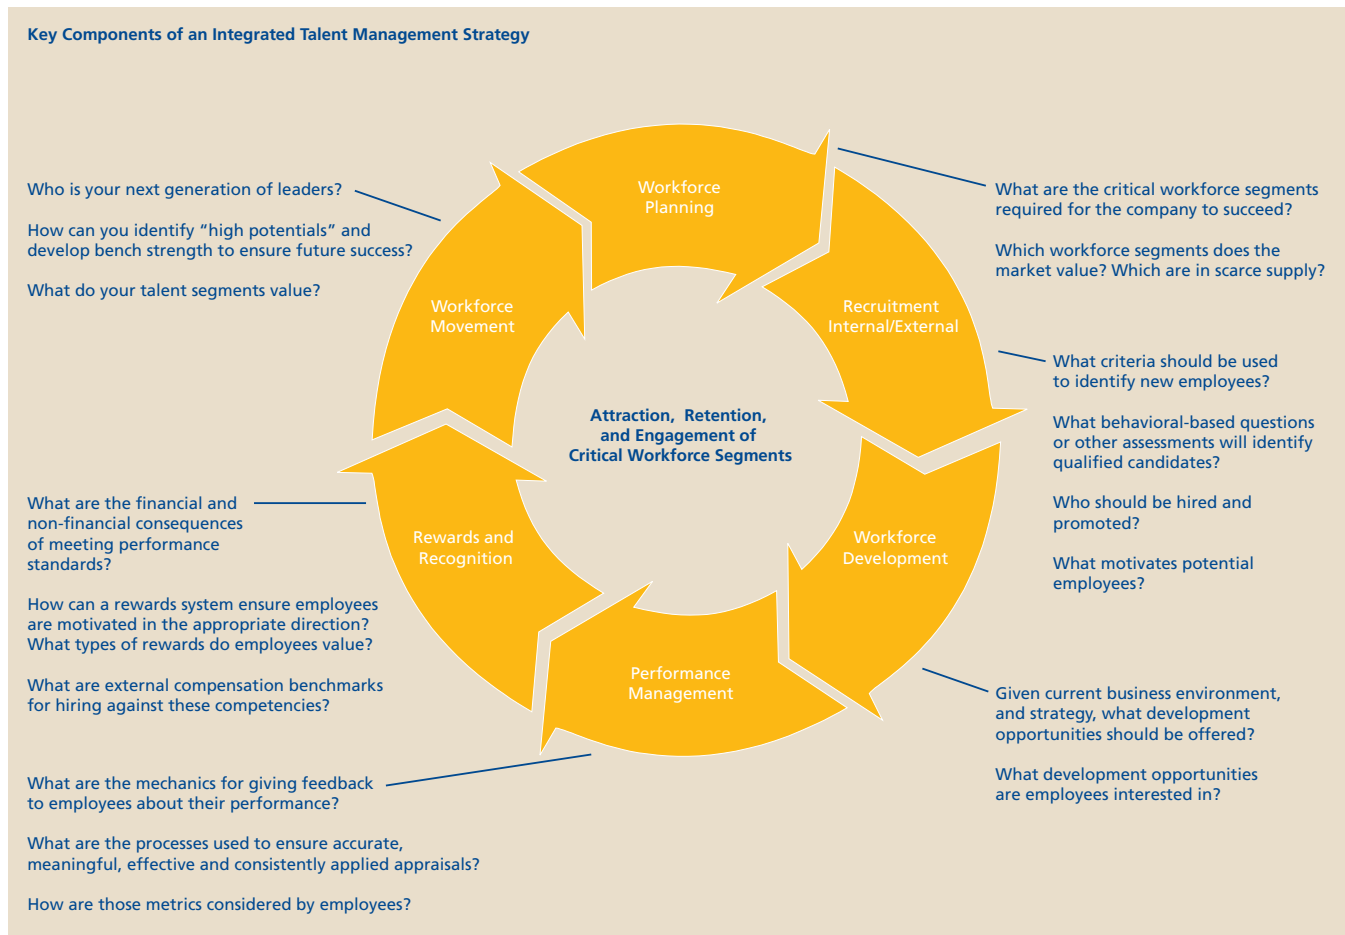 Key Components of an Integrated Talent Management Strategy
Workforce
Planning
What are the critical workforce segments
required for the company to succeed?
Which workforce segments does the
market value? Which are in scarce supply?
Recruitment
Internal/External
What criteria should be used
to identify new employees?
What behavioral-based questions
or other assessments will identify
qualified candidates?
Who should be hired and
promoted?
What motivates potential
employees?
Workforce
Development
Given current business environment,
and strategy, what development
opportunities should be offered?
What development opportunities
are employees interested in?
Performance
Management
What are the mechanics for giving feedback
to employees about their performance?
What are the processes used to ensure accurate,
meaningful, effective and consistently applied appraisals?
How are those metrics considered by employees?
Rewards and
Recognition
What are the financial and
non-financial consequences
of meeting performance
standards?
How can a rewards system ensure employees
are motivated in the appropriate direction?
What types of rewards do employees value?
What are external compensation benchmarks
for hiring against these competencies?
Workforce
Movement
Who is your next generation of leaders?
How can you identify “high potentials” and
develop bench strength to ensure future success?
What do your talent segments value?
Attraction, Retention,
and Engagement of
Critical Workforce Segments